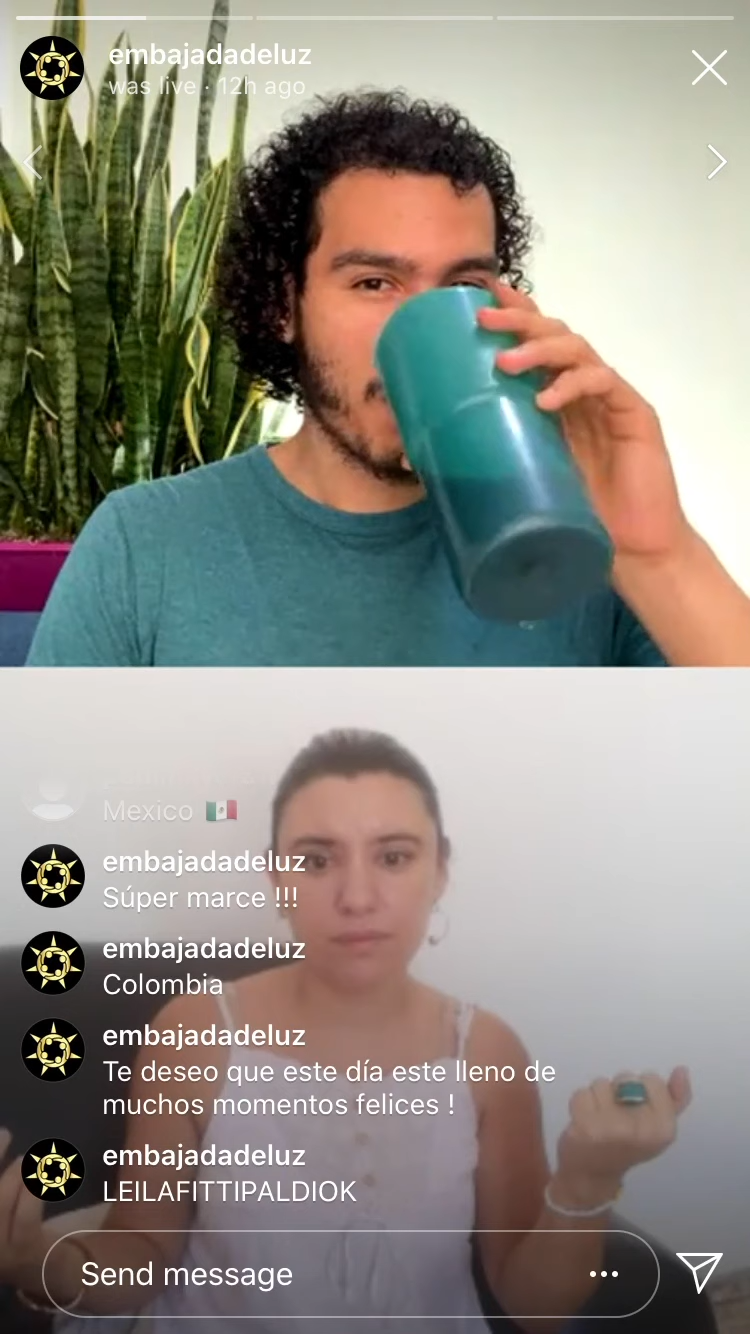 embajadadeluz
was live · 12h ago
Mexico 🇲🇽
embajadadeluz
Súper marce !!!
embajadadeluz
Colombia
embajadadeluz
Te deseo que este día este lleno de
muchos momentos felices !
embajadadeluz
LEILAFITTIPALDIOK
Send message